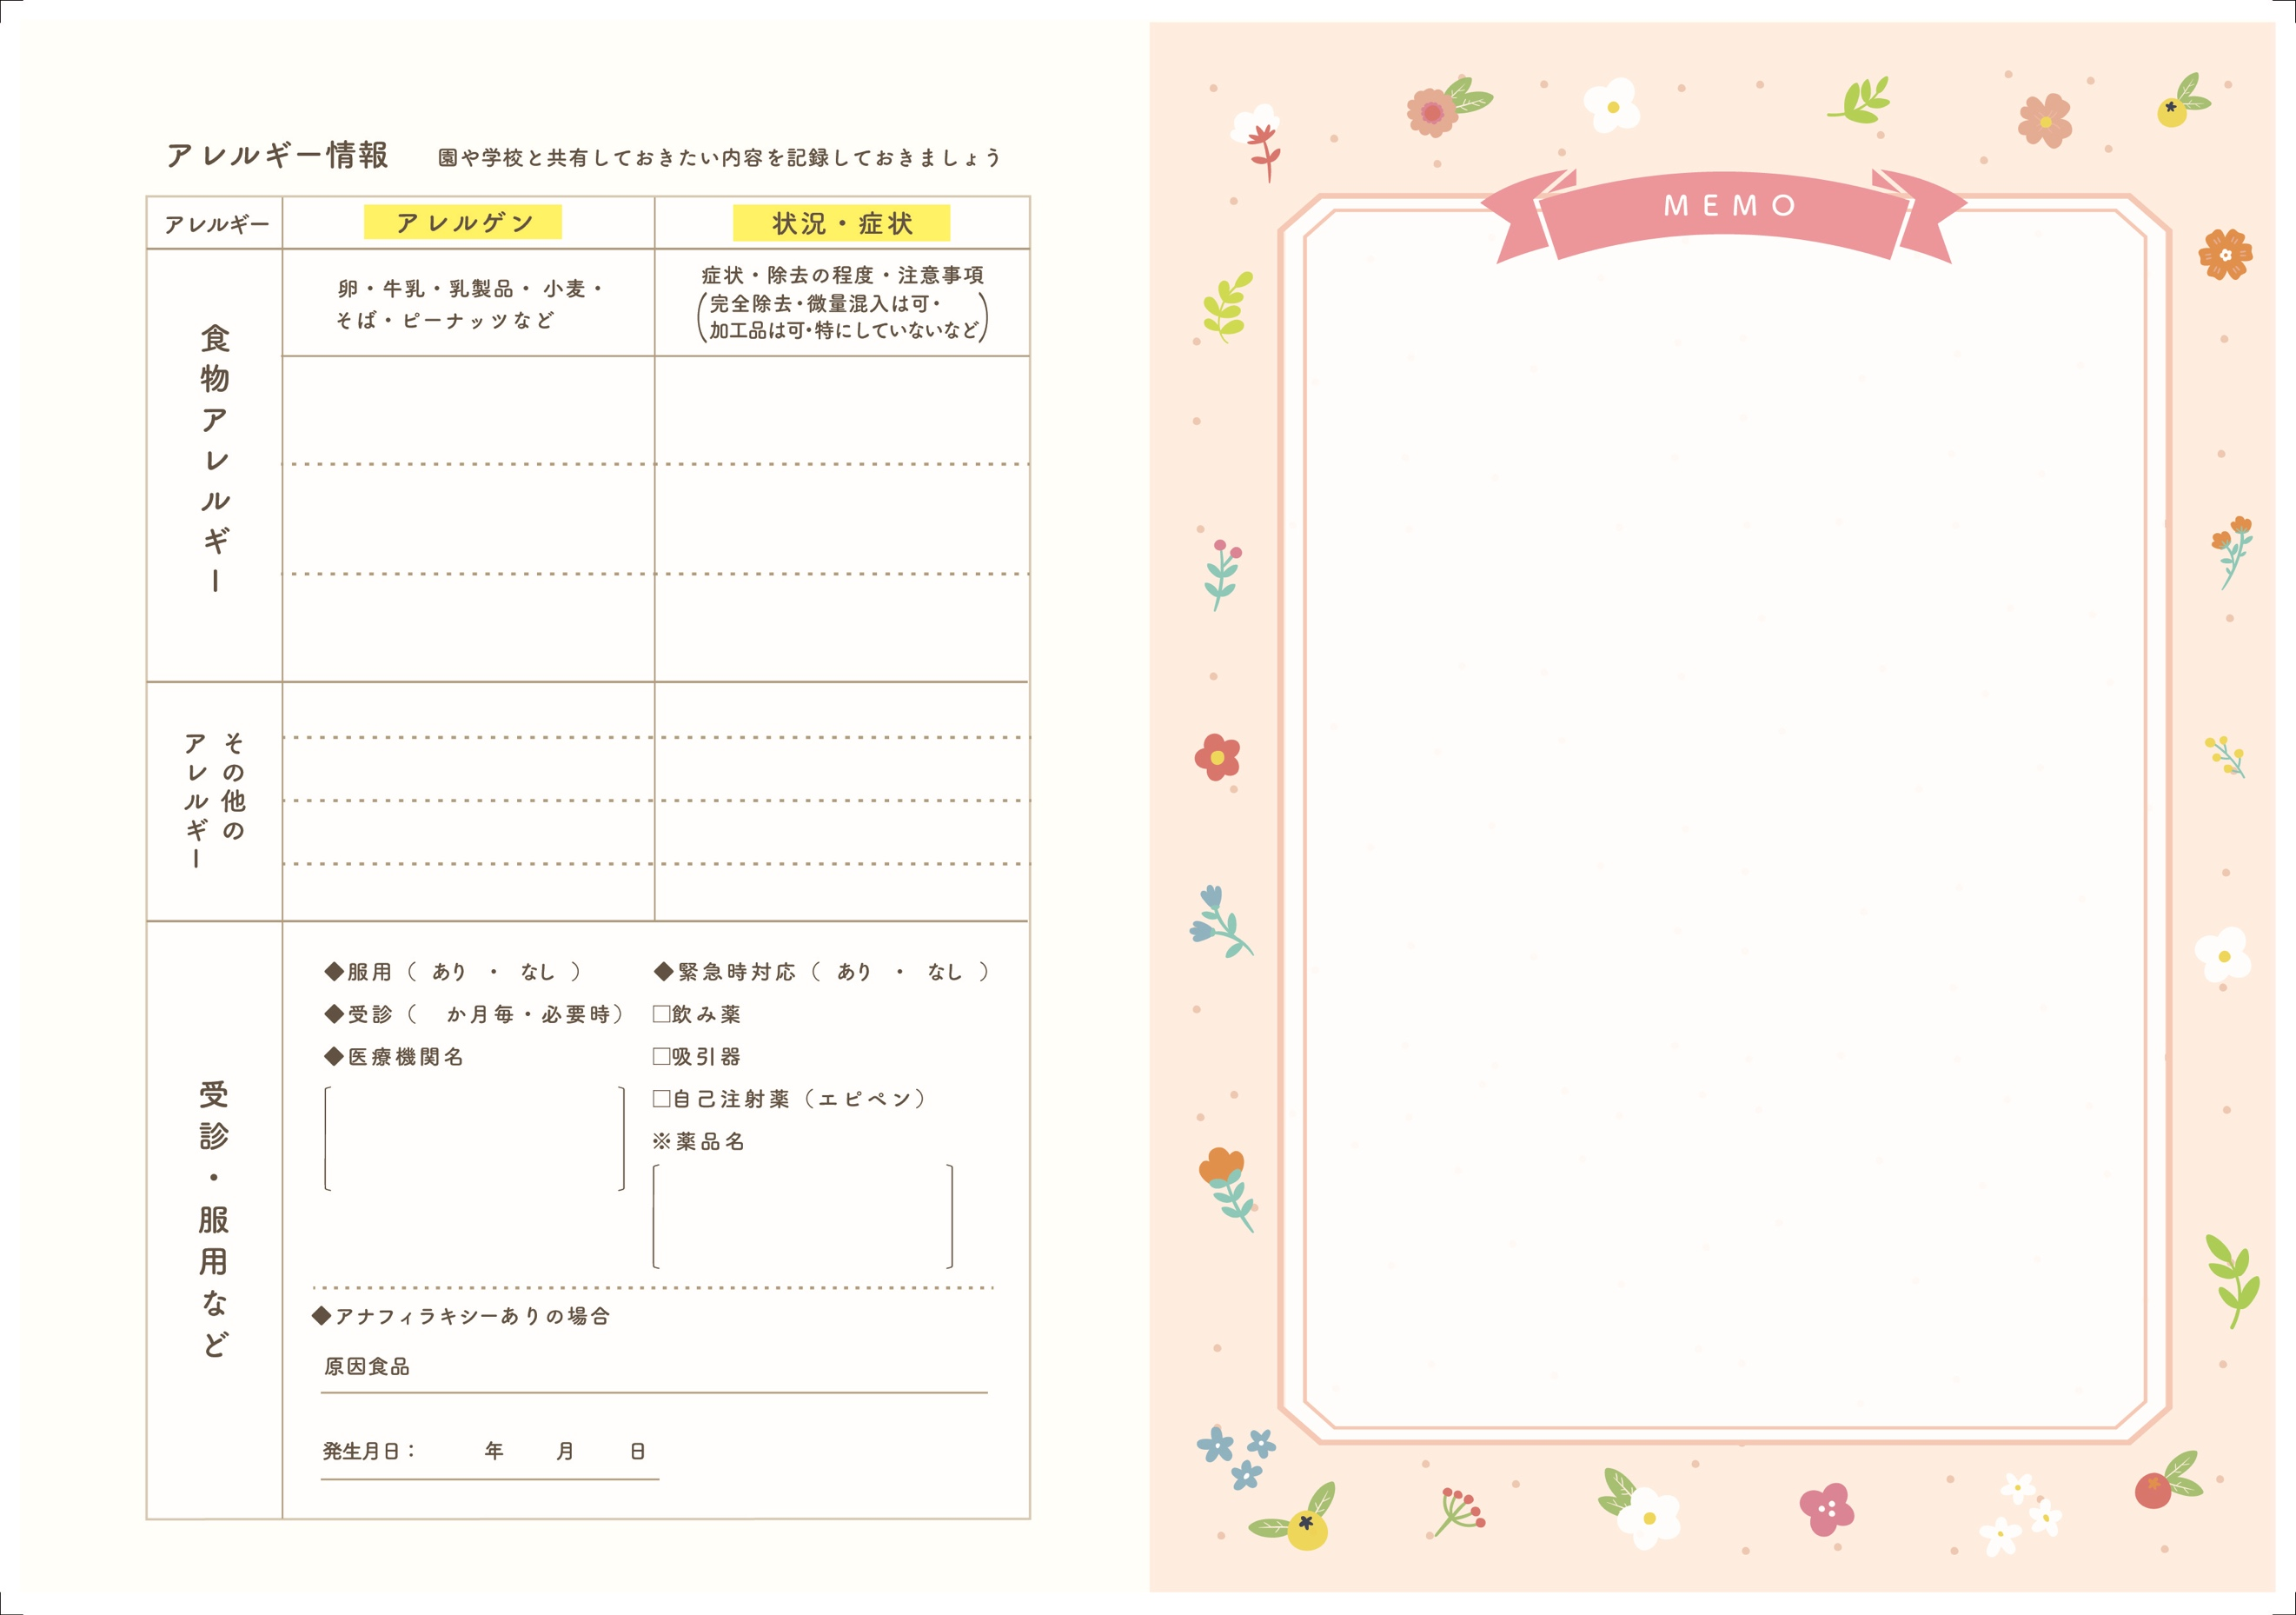 アレルギー情報　園や学校と共有しておきたい内容を記録しておきましょう
アレルギー　アレルゲン　状況・症状
食物アレルギー
卵・牛乳・乳製品・ 小麦・
そば・ピーナッツなど
症状・除去の程度・注意事項
（完全除去・微量混入は可・
加工品は可・特にしていないなど）
その他の
アレルギー
受診・服用など
◆服用（ あり ・ なし ）
◆受診（　か月毎・必要時）
◆医療機関名
◆緊急時対応（ あり ・ なし ）
□飲み薬
□吸引器
□自己注射薬（エピペン）
※薬品名
◆アナフィラキシーありの場合
原因食品
発生月日：　　年　　月　　日
MEMO